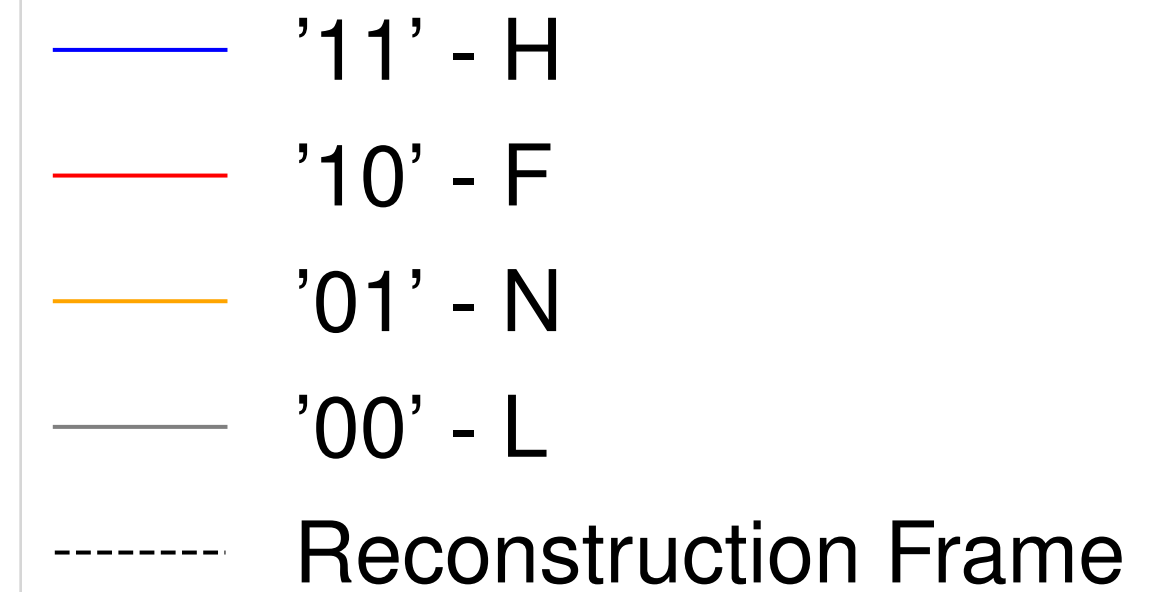 ’11’ - H
’10’ - F
’01’ - N
’00’ - L
Reconstruction Frame